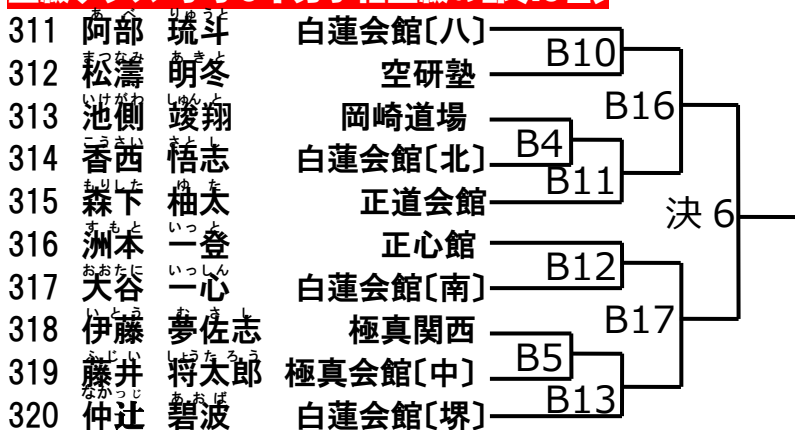 311 阿部 琉斗 白蓮会館〔八〕
312 松濤 明冬 空研塾
313 池側 竣翔 岡崎道場
314 香西 悟志 白蓮会館〔北〕
315 森下 柚太 正道会館
316 洲本 一登 正心館
317 大谷 一心 白蓮会館〔南〕
318 伊藤 夢佐志 極真関西
319 藤井 将太郎 極真会館〔中〕
320 仲辻 碧波 白蓮会館〔堺〕
B10
B16
B4
B11
決6
B12
B17
B5
B13